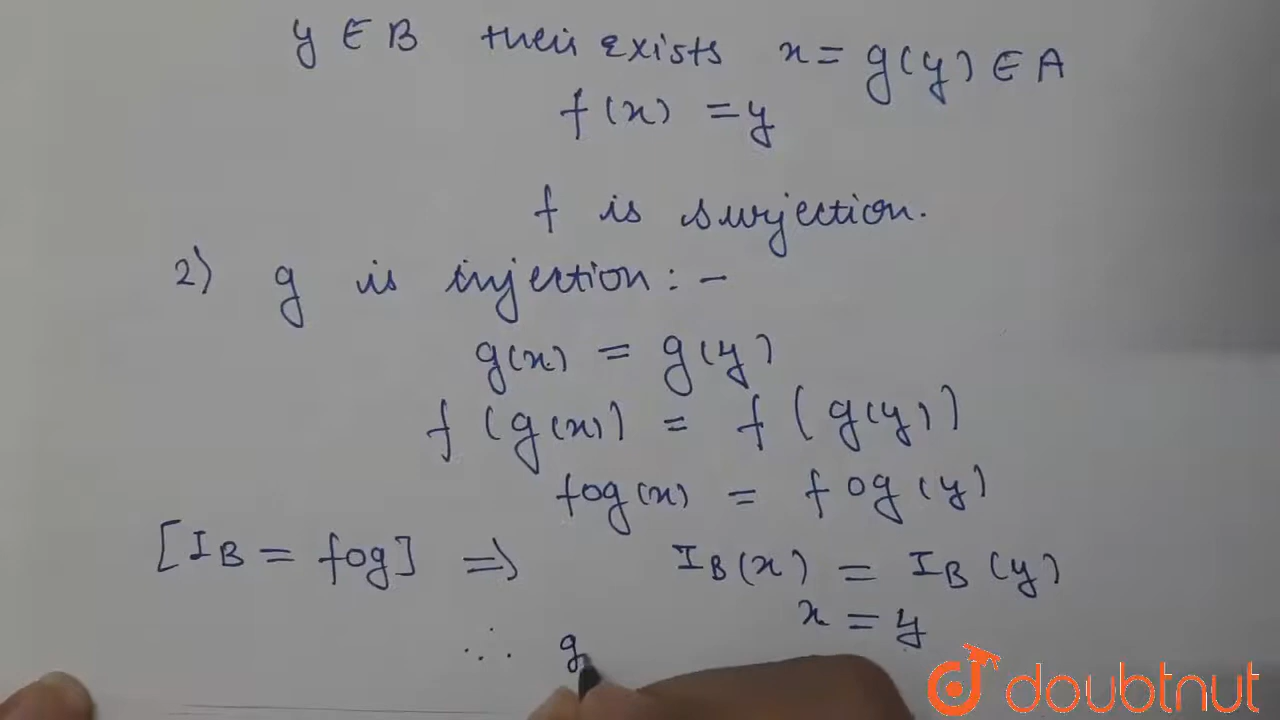 y ∈ B their exists x = g(y) ∈ A
f(x) = y
f is surjection.
2) g is injection : -
g(x) = g(y)
f(g(x)) = f(g(y))
fog(x) = fog(y)
[I_B = fog] ⇒ I_B(x) = I_B(y)
x = y
∴ g
doubtnut